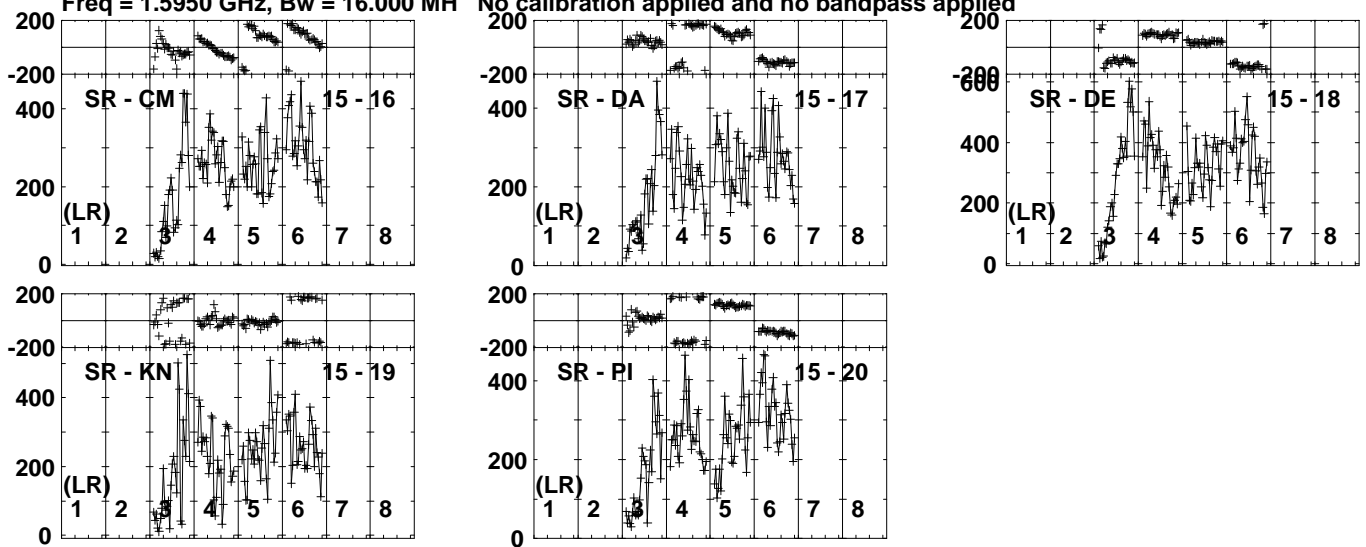 Freq = 1.5950 GHz, Bw = 16.000 MH No calibration applied and no bandpass applied
200 200 200
-200 -200 -200
600
SR - CM 15 - 16 SR - DA 15 - 17 SR - DE 15 - 18
400 400 400
200 200 200
(LR) (LR) (LR)
1 2 3 4 5 6 7 8 1 2 3 4 5 6 7 8 1 2 3 4 5 6 7 8
0 0 0
200 200
-200 -200
SR - KN 15 - 19 SR - PI 15 - 20
400 400
200 200
(LR) (LR)
1 2 3 4 5 6 7 8 1 2 3 4 5 6 7 8
0 0